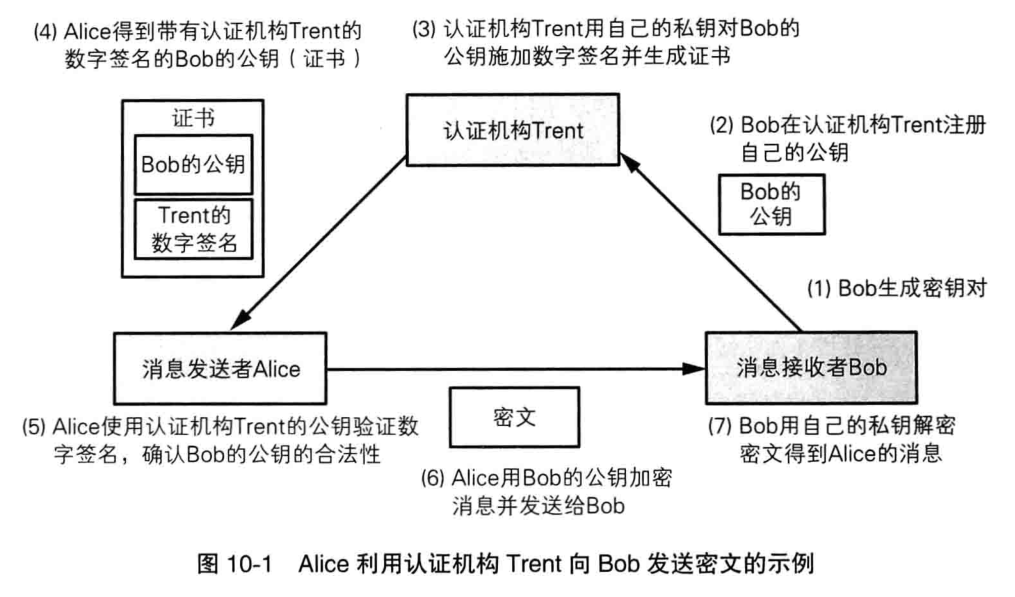 (4) Alice得到带有认证机构Trent的
数字签名的Bob的公钥（证书）
(3) 认证机构Trent用自己的私钥对Bob的
公钥施加数字签名并生成证书
证书
Bob的公钥
Trent的
数字签名
认证机构Trent
(2) Bob在认证机构Trent注册
自己的公钥
Bob的
公钥
(1) Bob生成密钥对
消息发送者Alice
消息接收者Bob
(5) Alice使用认证机构Trent的公钥验证数
字签名，确认Bob的公钥的合法性
密文
(7) Bob用自己的私钥解密
密文得到Alice的消息
(6) Alice用Bob的公钥加密
消息并发送给Bob
图 10-1 Alice 利用认证机构 Trent 向 Bob 发送密文的示例